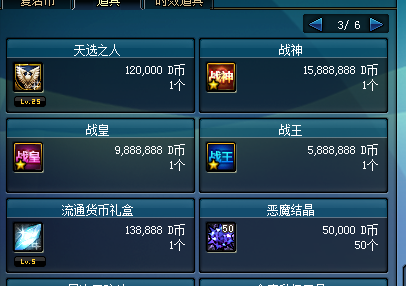 道具
时效道具
3/ 6
天选之人
战神
120,000 D币
1个
Lv.25
战神
15,888,888 D币
1个
战皇
战王
战皇
9,888,888 D币
1个
战王
5,888,888 D币
1个
流通货币礼盒
恶魔结晶
138,888 D币
1个
Lv.5
50
50,000 D币
50个